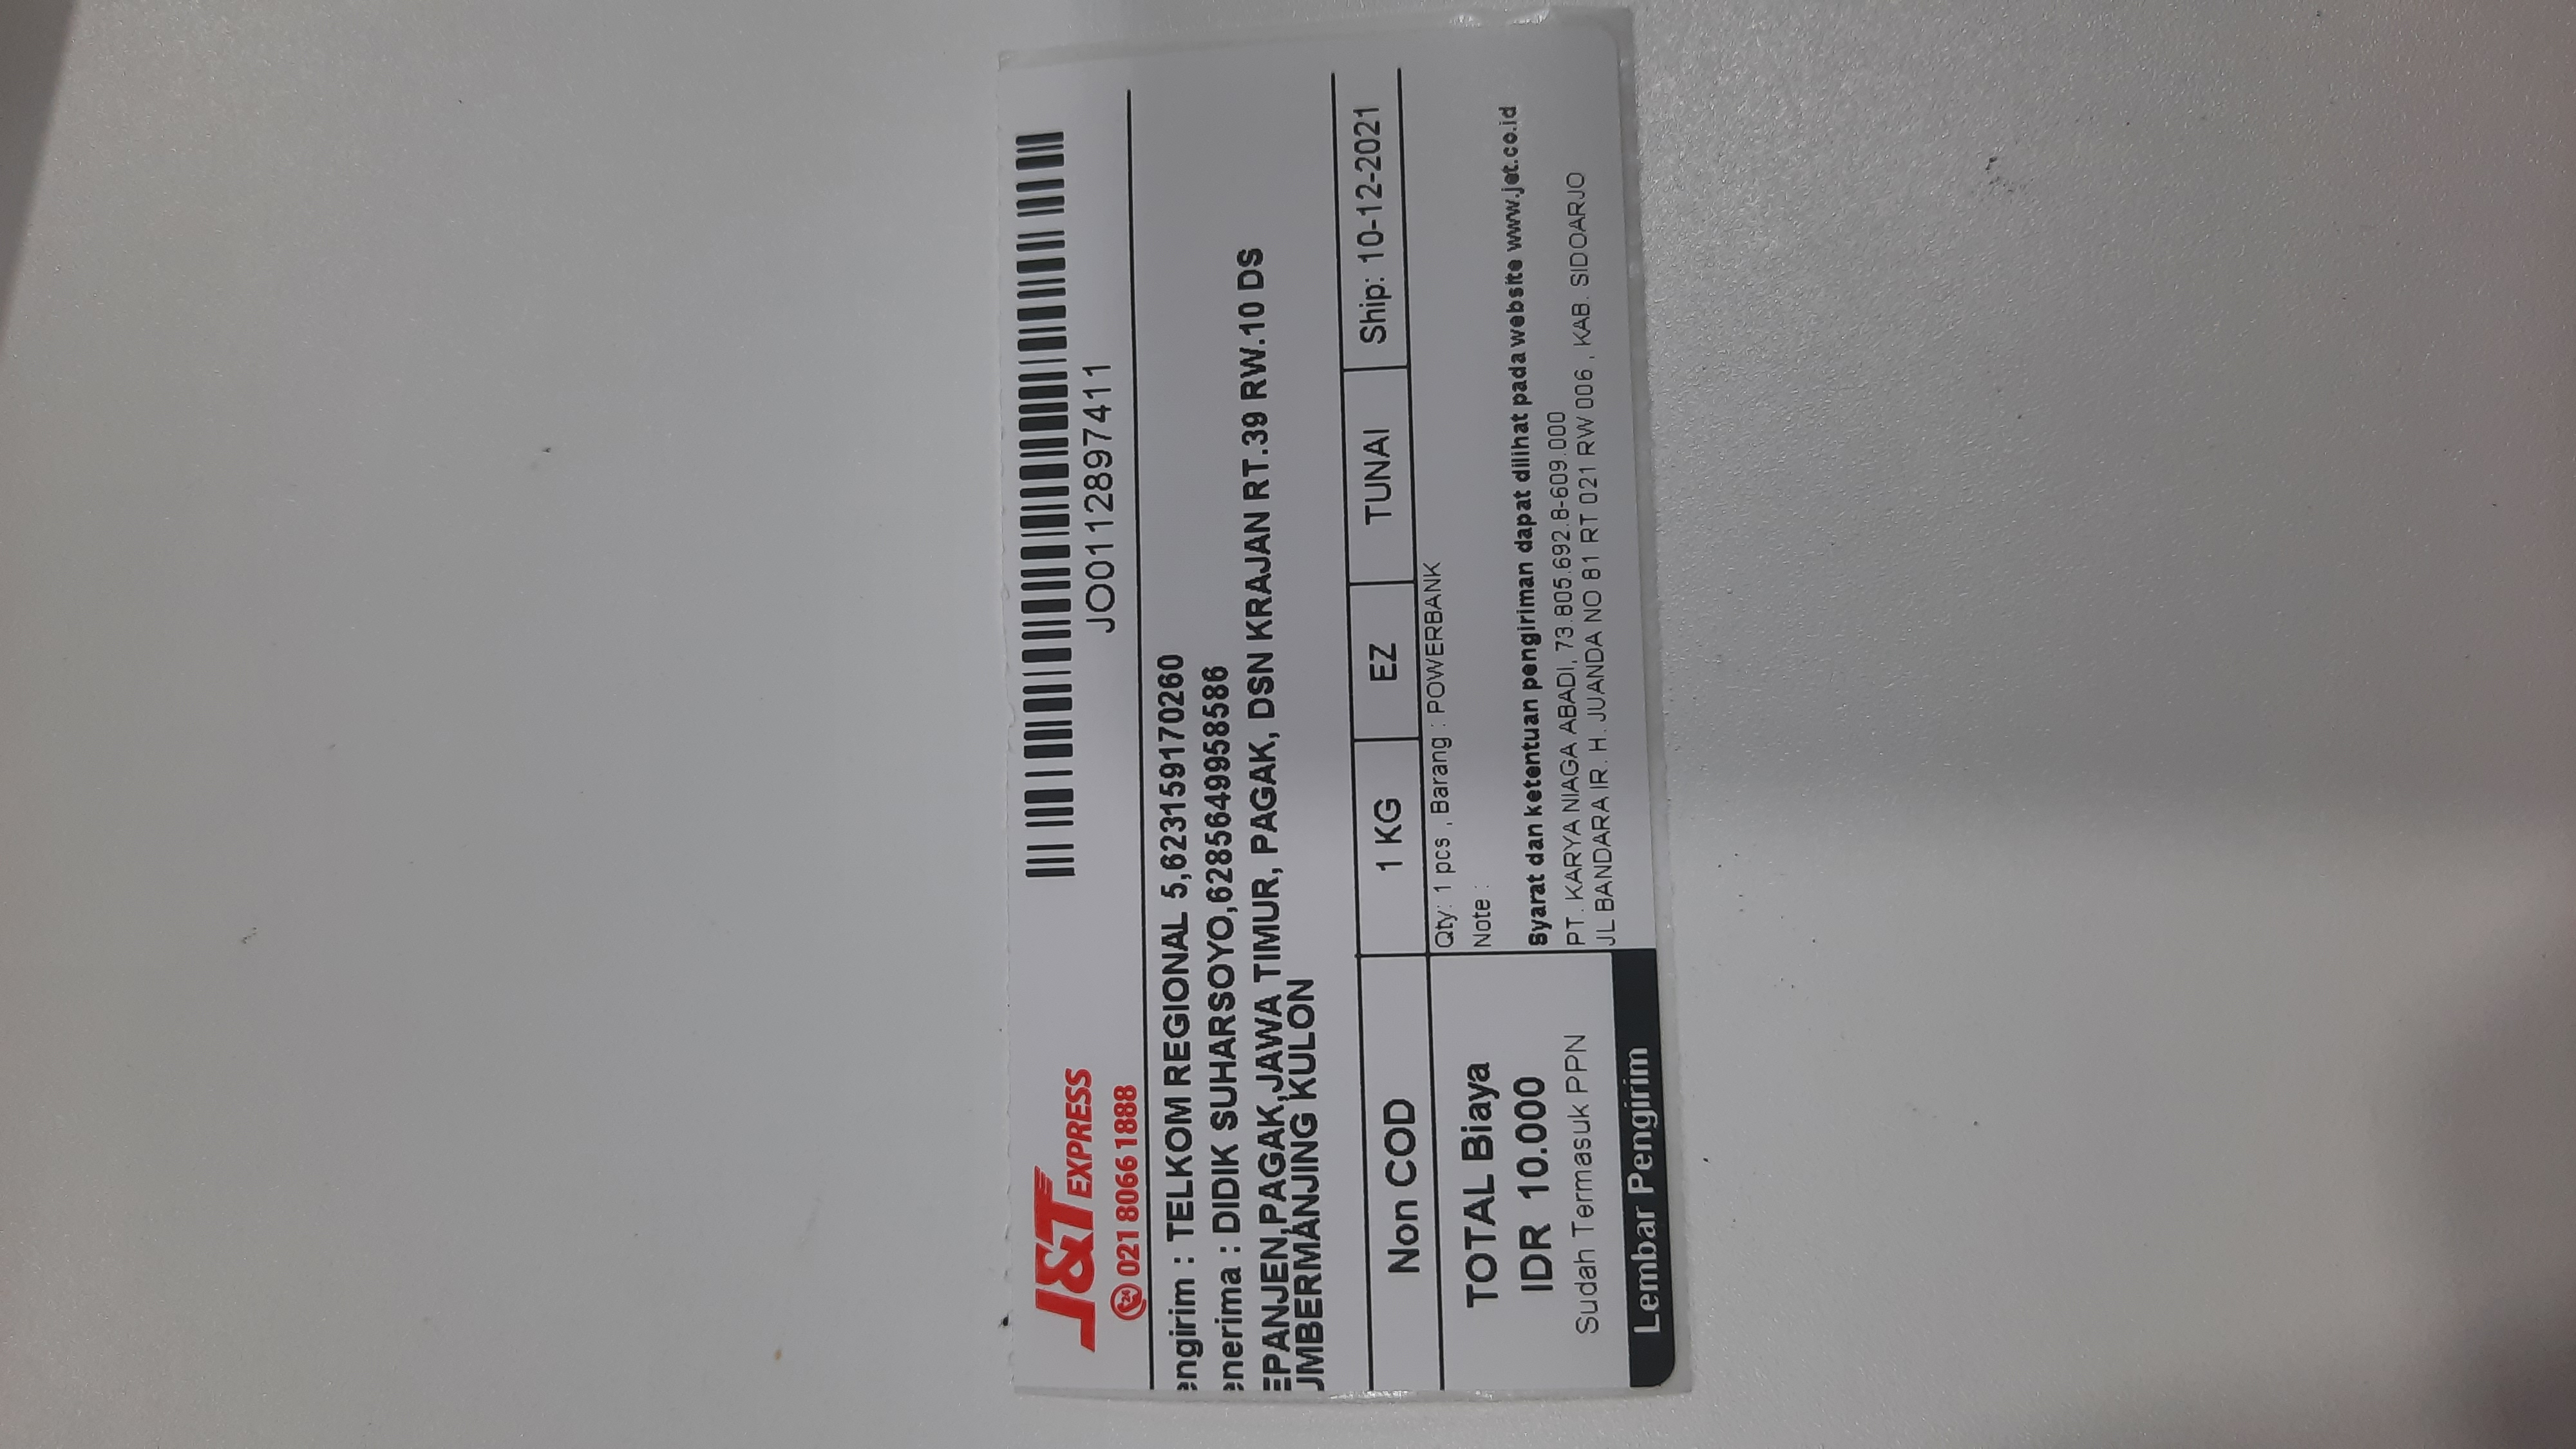 J&T EXPRESS
24 021 8066 1888
JO0112897411
engirim : TELKOM REGIONAL 5,623159170260
enerima : DIDIK SUHARSOYO,6285649958586
EPANJEN,PAGAK,JAWA TIMUR, PAGAK, DSN KRAJAN RT.39 RW.10 DS
UMBERMANJING KULON
Non COD 1 KG EZ TUNAI Ship: 10-12-2021
TOTAL Biaya
IDR 10.000
Sudah Termasuk PPN
Lembar Pengirim
Qty: 1 pcs , Barang : POWERBANK
Note :
Syarat dan ketentuan pengiriman dapat dilihat pada website www.jet.co.id
PT. KARYA NIAGA ABADI, 73.805.692.8-609.000
JL BANDARA IR. H. JUANDA NO 81 RT 021 RW 006 , KAB. SIDOARJO